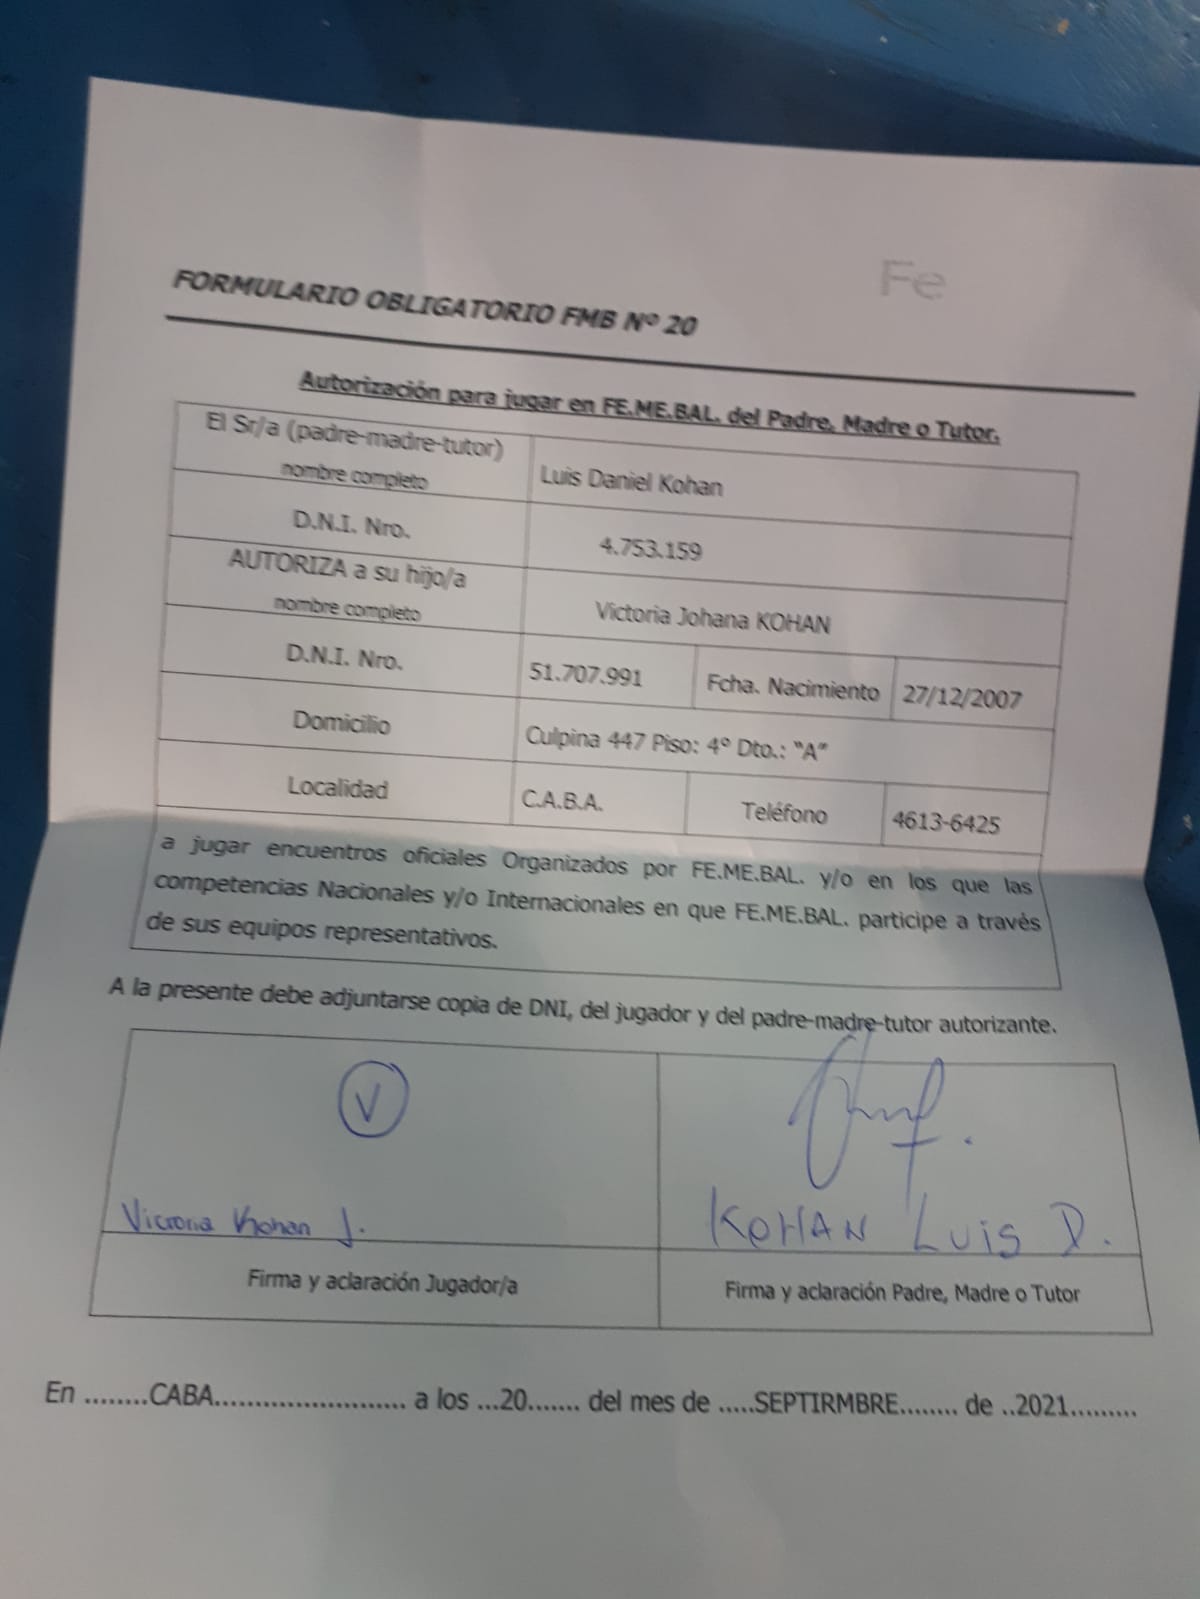 Fe
FORMULARIO OBLIGATORIO FMB Nº 20
Autorización para jugar en FE.ME.BAL. del Padre, Madre o Tutor.
El Sr/a (padre-madre-tutor)
nombre completo
Luis Daniel Kohan
D.N.I. Nro.
4.753.159
AUTORIZA a su hijo/a
nombre completo
Victoria Johana KOHAN
D.N.I. Nro.
51.707.991
Fcha. Nacimiento
27/12/2007
Domicilio
Culpina 447 Piso: 4º Dto.: “A”
Localidad
C.A.B.A.
Teléfono
4613-6425
a jugar encuentros oficiales Organizados por FE.ME.BAL. y/o en los que las
competencias Nacionales y/o Internacionales en que FE.ME.BAL. participe a través
de sus equipos representativos.
A la presente debe adjuntarse copia de DNI, del jugador y del padre-madre-tutor autorizante.
V
Victoria Kohan J.
KOHAN LUIS D.
Firma y aclaración Jugador/a
Firma y aclaración Padre, Madre o Tutor
En ........CABA........................ a los ...20....... del mes de .....SEPTIRMBRE........ de ..2021.........